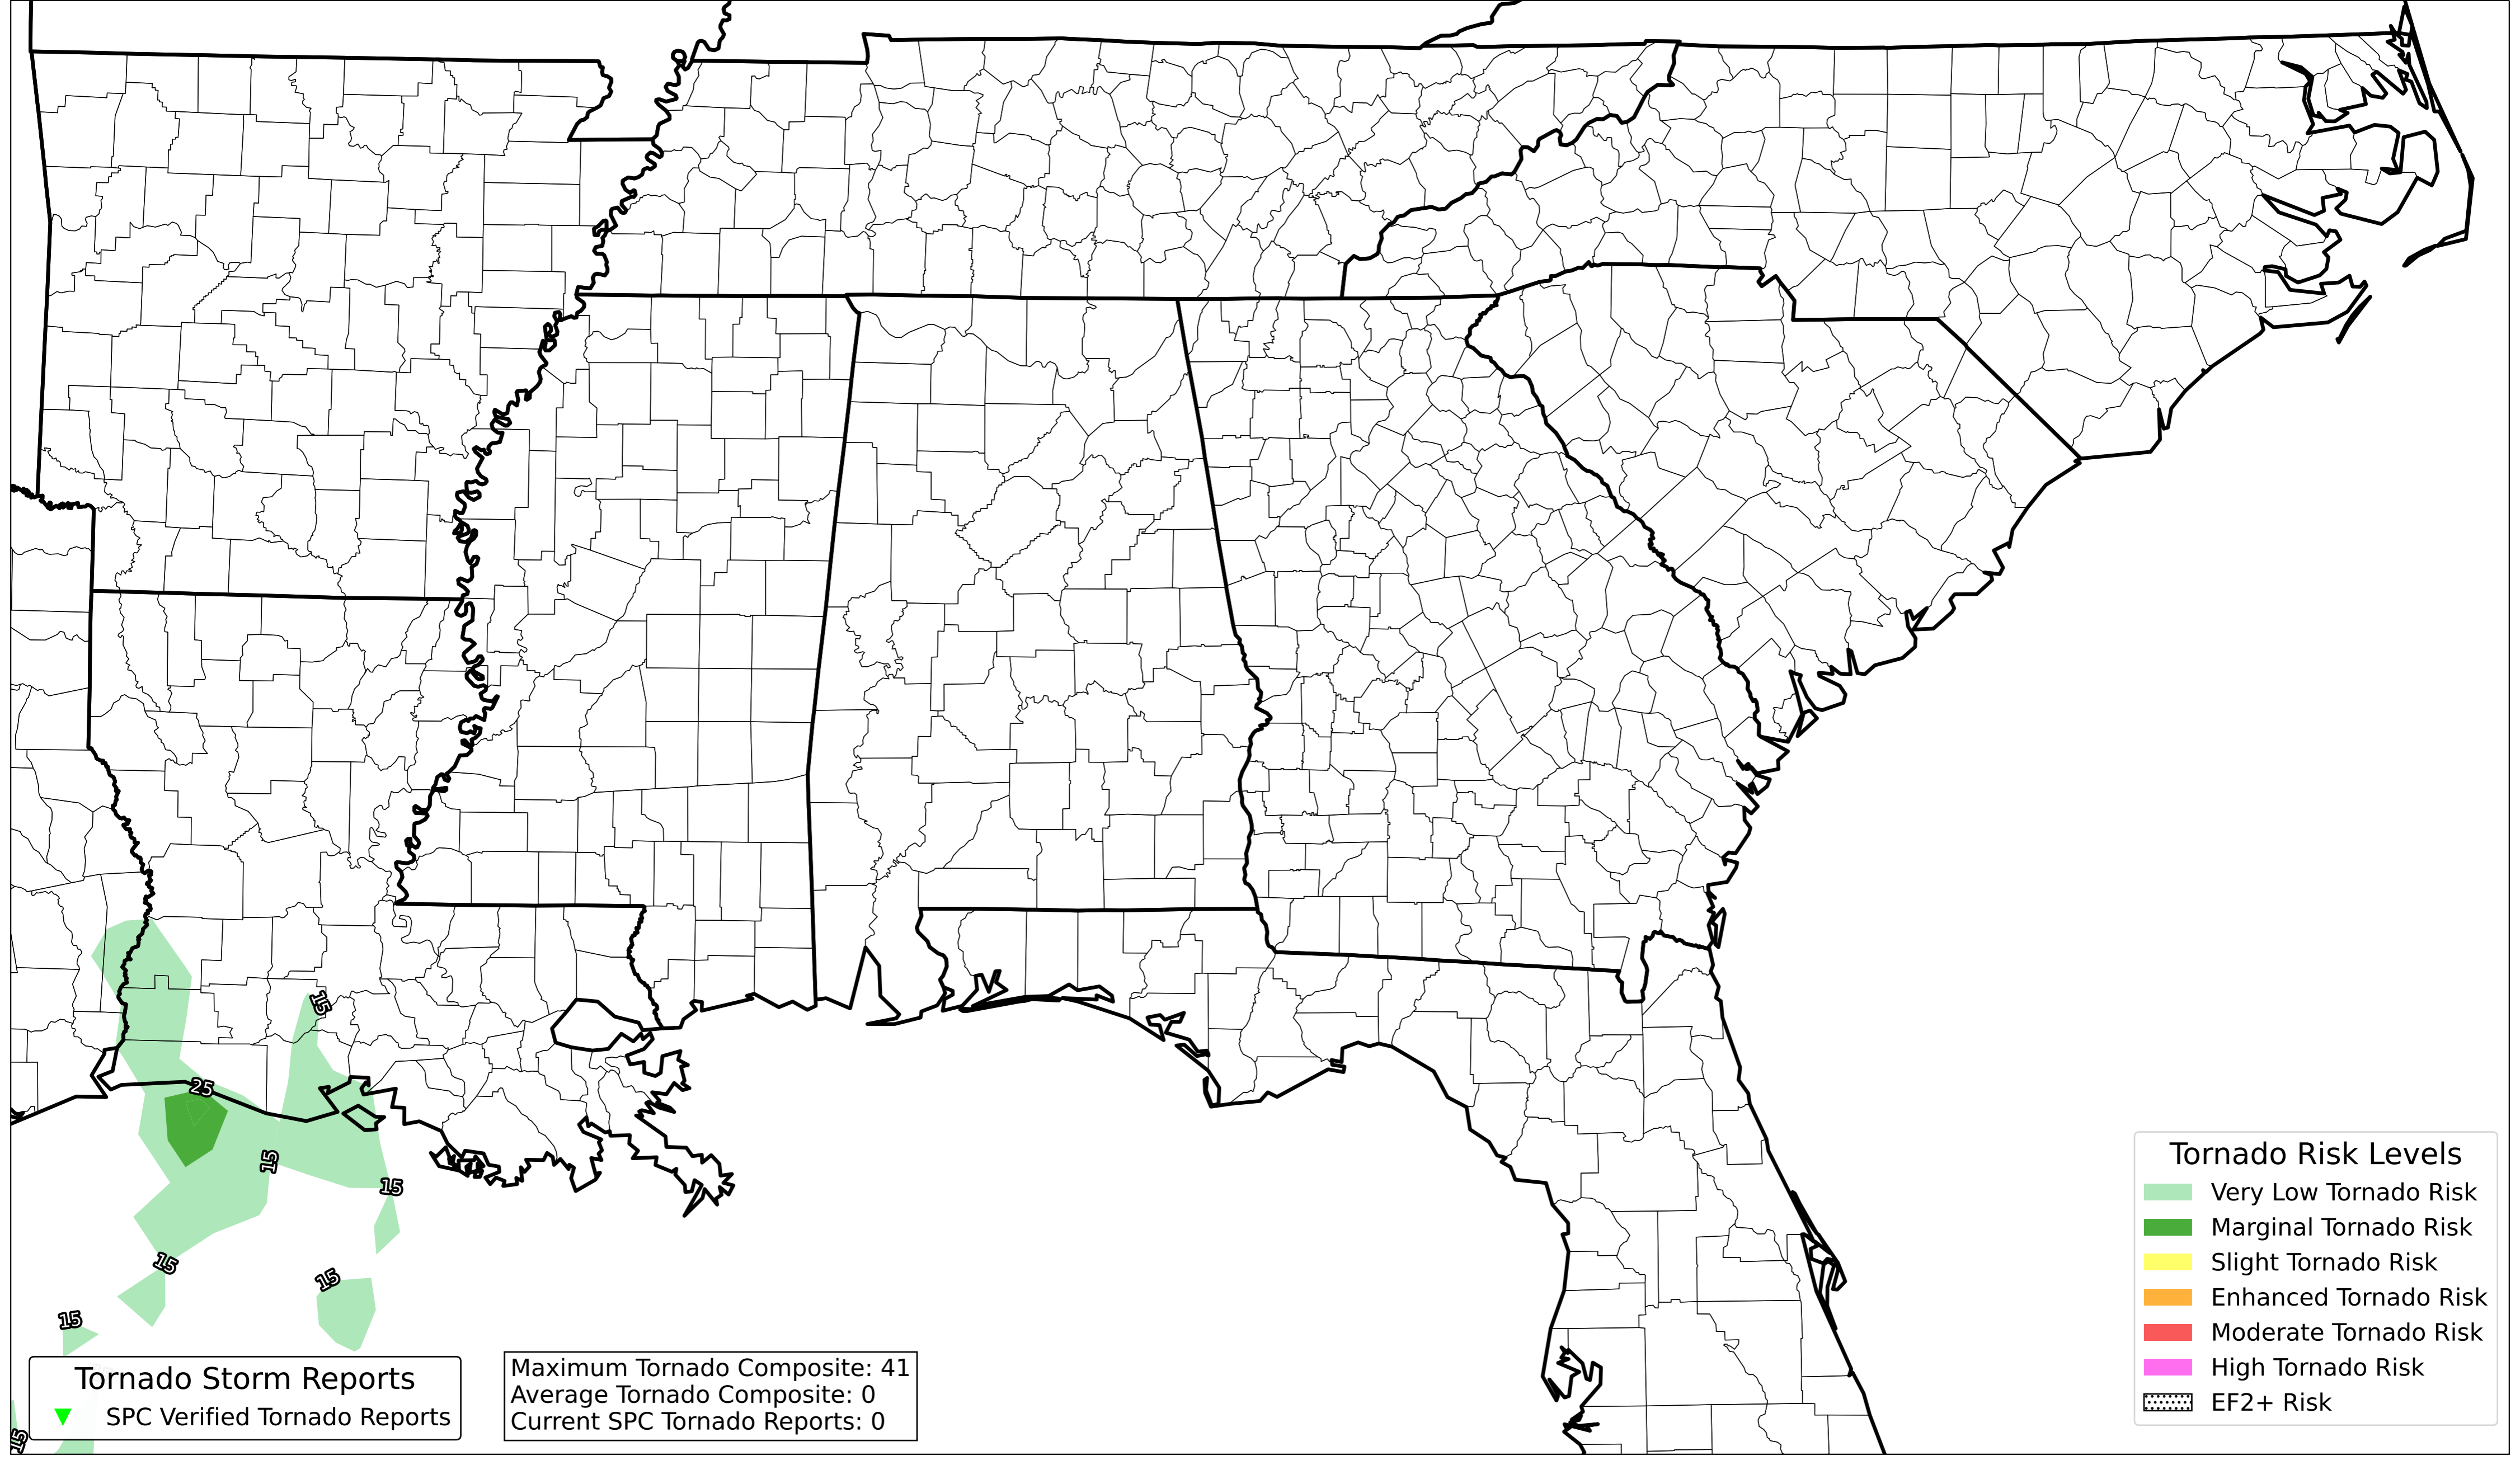 15
25
15
15
15
15
15
15
Tornado Storm Reports
SPC Verified Tornado Reports
Maximum Tornado Composite: 41
Average Tornado Composite: 0
Current SPC Tornado Reports: 0
Tornado Risk Levels
Very Low Tornado Risk
Marginal Tornado Risk
Slight Tornado Risk
Enhanced Tornado Risk
Moderate Tornado Risk
High Tornado Risk
EF2+ Risk